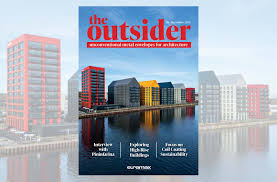 the
outsider
unconventional metal envelopes for architecture
Interview
with
Pininfarina
Exploring
High-Rise
Buildings
Focus on
Coil Coating
Sustainability
euramax